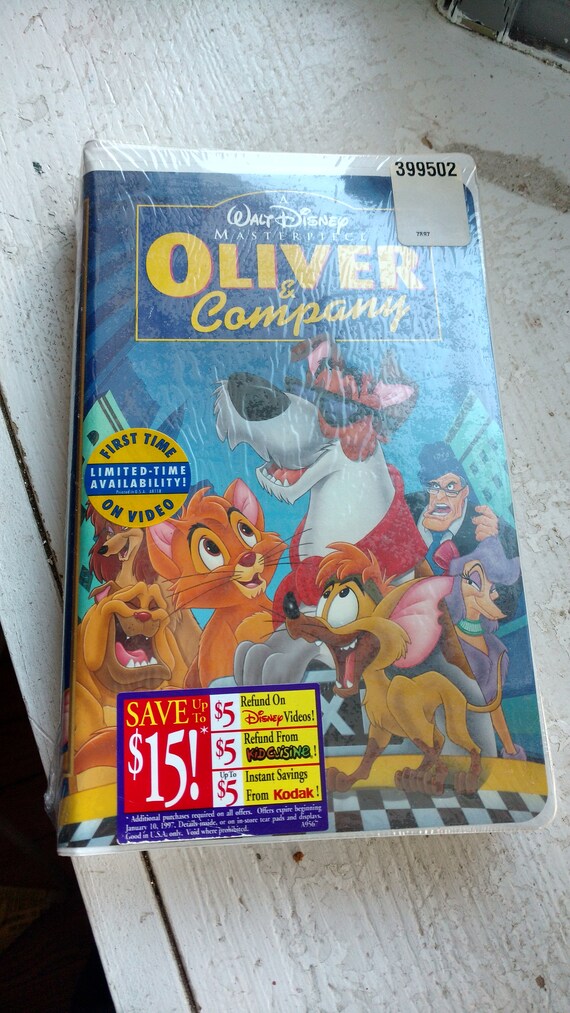 399502
A
WALT DISNEY
MASTERPIECE
OLIVER
&
Company
FIRST TIME
LIMITED-TIME
AVAILABILITY!
ON VIDEO
SAVE Up To
$15!*
$5 Refund On
Disney Videos!
$5 Refund From
KID CUISINE!
Up To
$5 Instant Savings
From Kodak!
* Additional purchases required on all offers. Offers expire beginning
January 10, 1997. Details inside, or on in-store tear pads and displays.
Good in U.S.A. only. Void where prohibited.